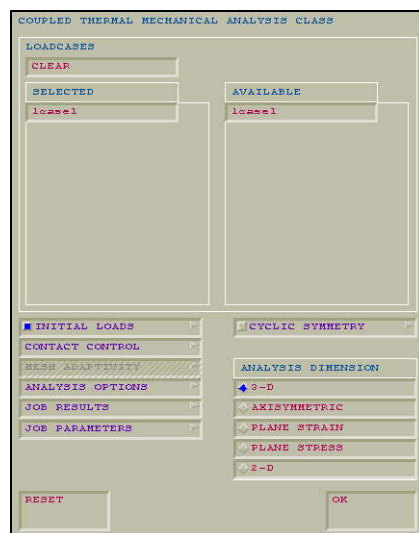 COUPLED THERMAL MECHANICAL ANALYSIS CLASS
LOADCASES
CLEAR
SELECTED
AVAILABLE
lcase1
lcase1
INITIAL LOADS
CYCLIC SYMMETRY
CONTACT CONTROL
MESH ADAPTIVITY
ANALYSIS DIMENSION
ANALYSIS OPTIONS
3-D
JOB RESULTS
AXISYMMETRIC
JOB PARAMETERS
PLANE STRAIN
PLANE STRESS
2-D
RESET
OK